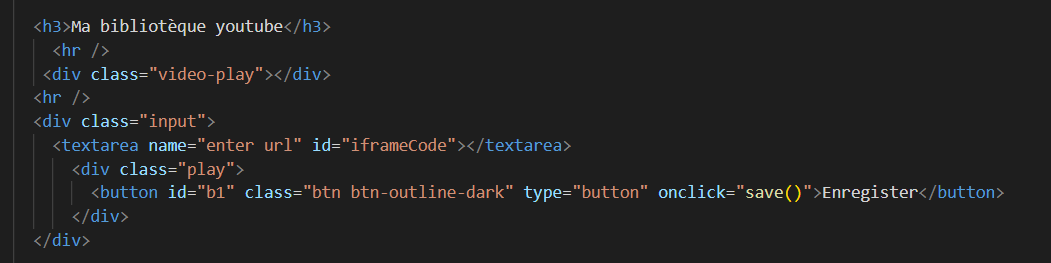 <h3>Ma bibliotèque youtube</h3>
<hr />
<div class="video-play"></div>
<hr />
<div class="input">
<textarea name="enter url" id="iframeCode"></textarea>
<div class="play">
<button id="b1" class="btn btn-outline-dark" type="button" onclick="save()">Enregister</button>
</div>
</div>